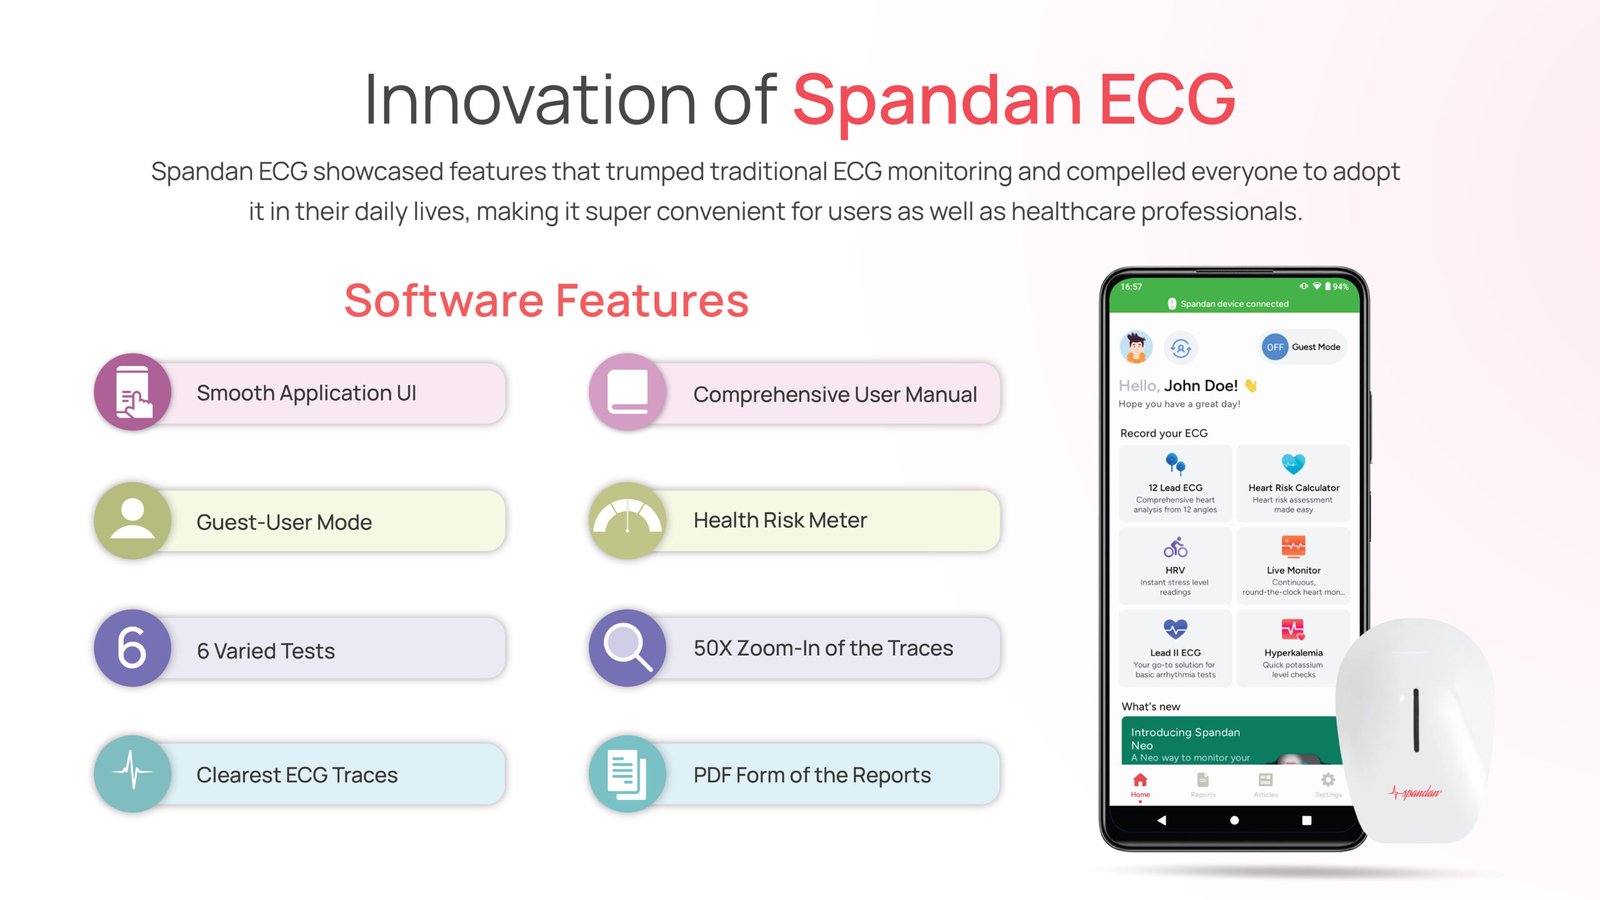 Innovation of Spandan ECG
Spandan ECG showcased features that trumped traditional ECG monitoring and compelled everyone to adopt
it in their daily lives, making it super convenient for users as well as healthcare professionals.
Software Features
Smooth Application UI
Comprehensive User Manual
Guest-User Mode
Health Risk Meter
6
6 Varied Tests
50X Zoom-In of the Traces
Clearest ECG Traces
PDF Form of the Reports
16:57
94%
Spandan device connected
OFF Guest Mode
Hello, John Doe!
Hope you have a great day!
Record your ECG
12 Lead ECG
Comprehensive heart
analysis from 12 angles
Heart Risk Calculator
Heart risk assessment
made easy
HRV
Instant stress level
readings
Live Monitor
Continuous,
round-the-clock heart mon...
Lead II ECG
Your go-to solution for
basic arrhythmia tests
Hyperkalemia
Quick potassium
level checks
What's new
Introducing Spandan
Neo
A Neo way to monitor your
Home
Reports
Articles
Settings
spandan